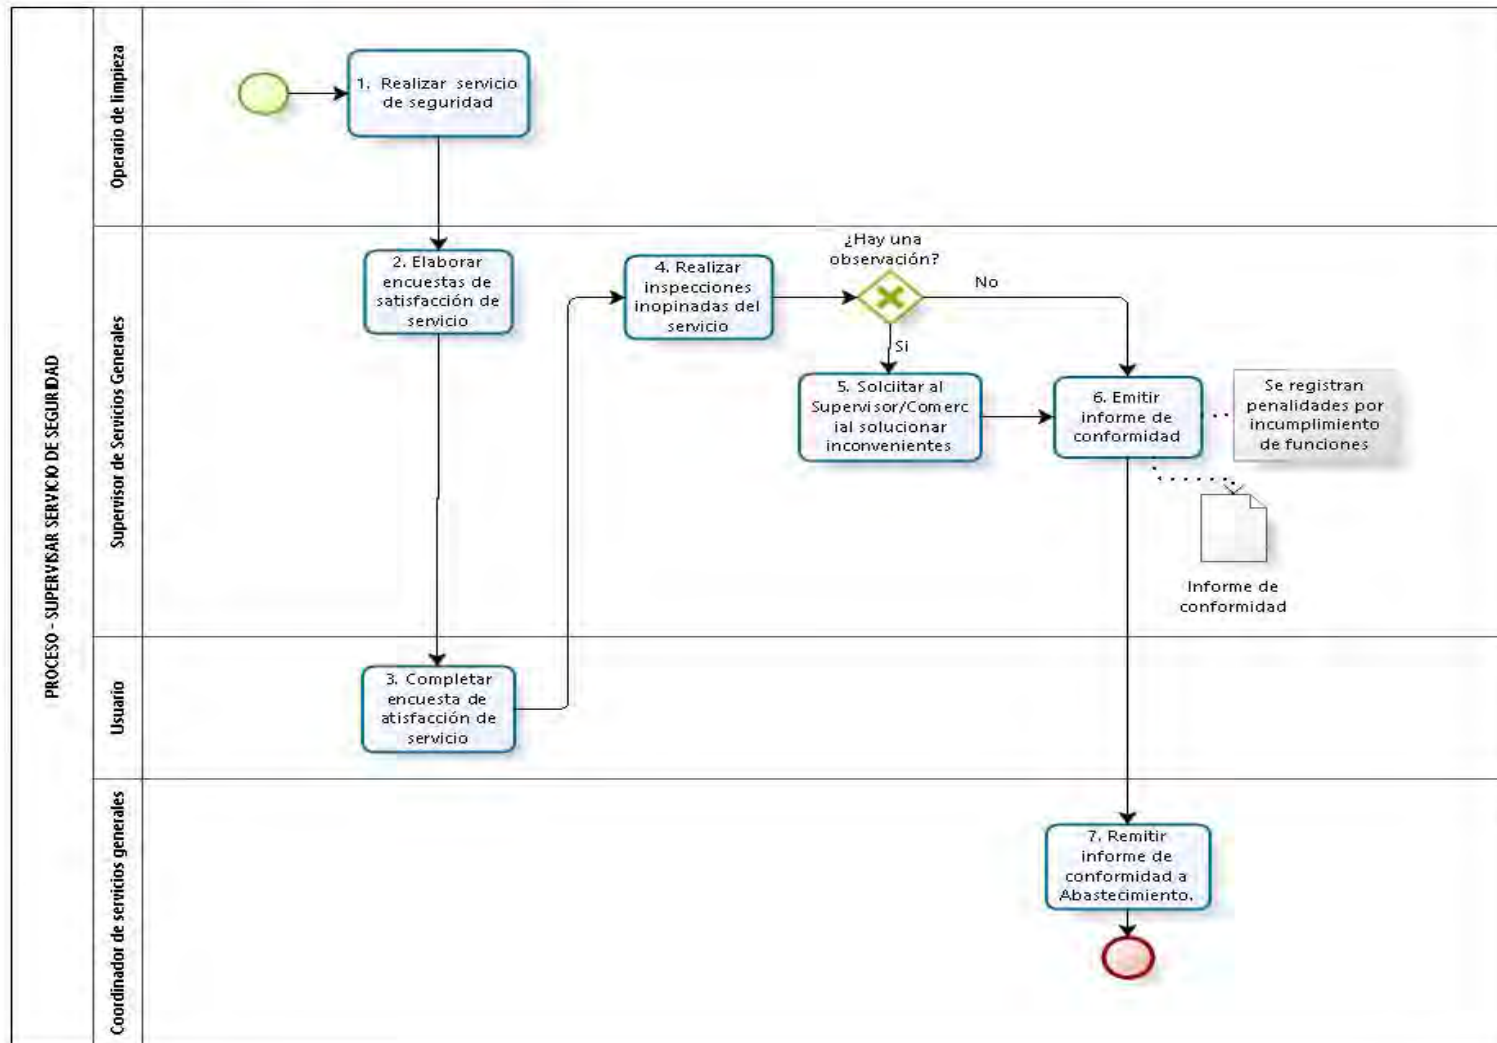 PROCESO - SUPERVISAR SERVICIO DE SEGURIDAD
Operario de limpieza
1. Realizar servicio
de seguridad
Supervisor de Servicios Generales
2. Elaborar
encuestas de
satisfacción de
servicio
4. Realizar
inspecciones
inopinadas del
servicio
¿Hay una
observación?
No
Si
5. Solciitar al
Supervisor/Comerc
ial solucionar
inconvenientes
6. Emitir
informe de
conformidad
Se registran
penalidades por
incumplimiento
de funciones
Informe de
conformidad
Usuario
3. Completar
encuesta de
atisfacción de
servicio
Coordinador de servicios generales
7. Remitir
informe de
conformidad a
Abastecimiento.